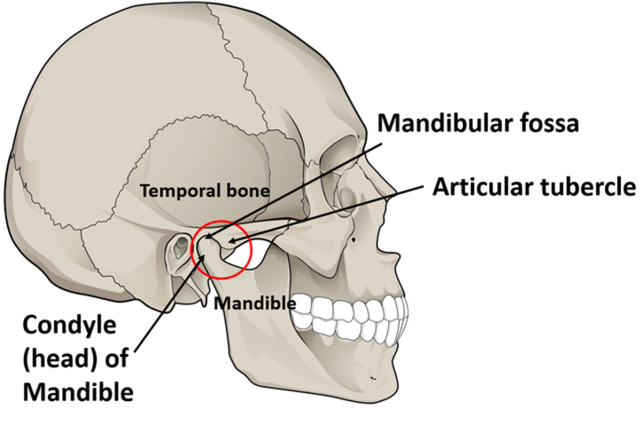 Mandibular fossa
Articular tubercle
Temporal bone
Mandible
Condyle
(head) of
Mandible